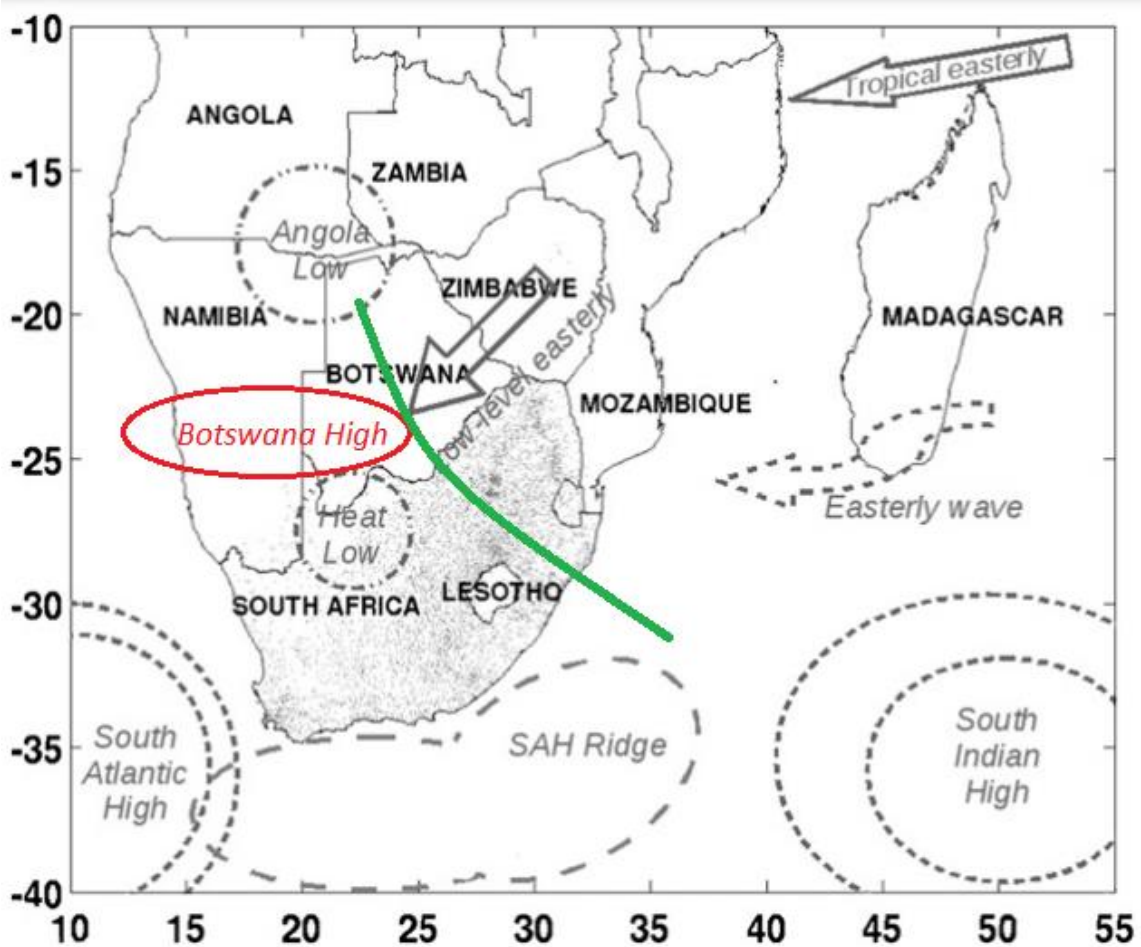 -10
Tropical easterly
ANGOLA
-15
ZAMBIA
Angola
Low
ZIMBABWE
NAMIBIA
-20
MADAGASCAR
BOTSWANA
low level easterly
MOZAMBIQUE
Botswana High
-25
Easterly wave
Heat
Low
LESOTHO
-30
SOUTH AFRICA
South
Atlantic
High
-35
SAH Ridge
South
Indian
High
-40
10 15 20 25 30 35 40 45 50 55